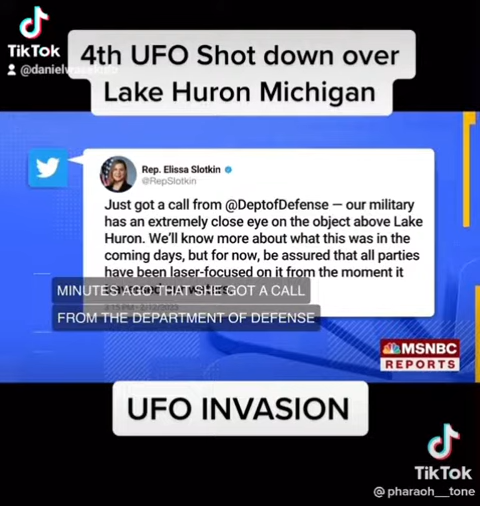 TikTok
@daniel
4th UFO Shot down over
Lake Huron Michigan
Rep. Elissa Slotkin
@RepSlotkin
Just got a call from @DeptofDefense — our military
has an extremely close eye on the object above Lake
Huron. We'll know more about what this was in the
coming days, but for now, be assured that all parties
have been laser-focused on it from the moment it
MINUTES AGO THAT SHE GOT A CALL
FROM THE DEPARTMENT OF DEFENSE
MSNBC
REPORTS
UFO INVASION
TikTok
@pharaoh__tone